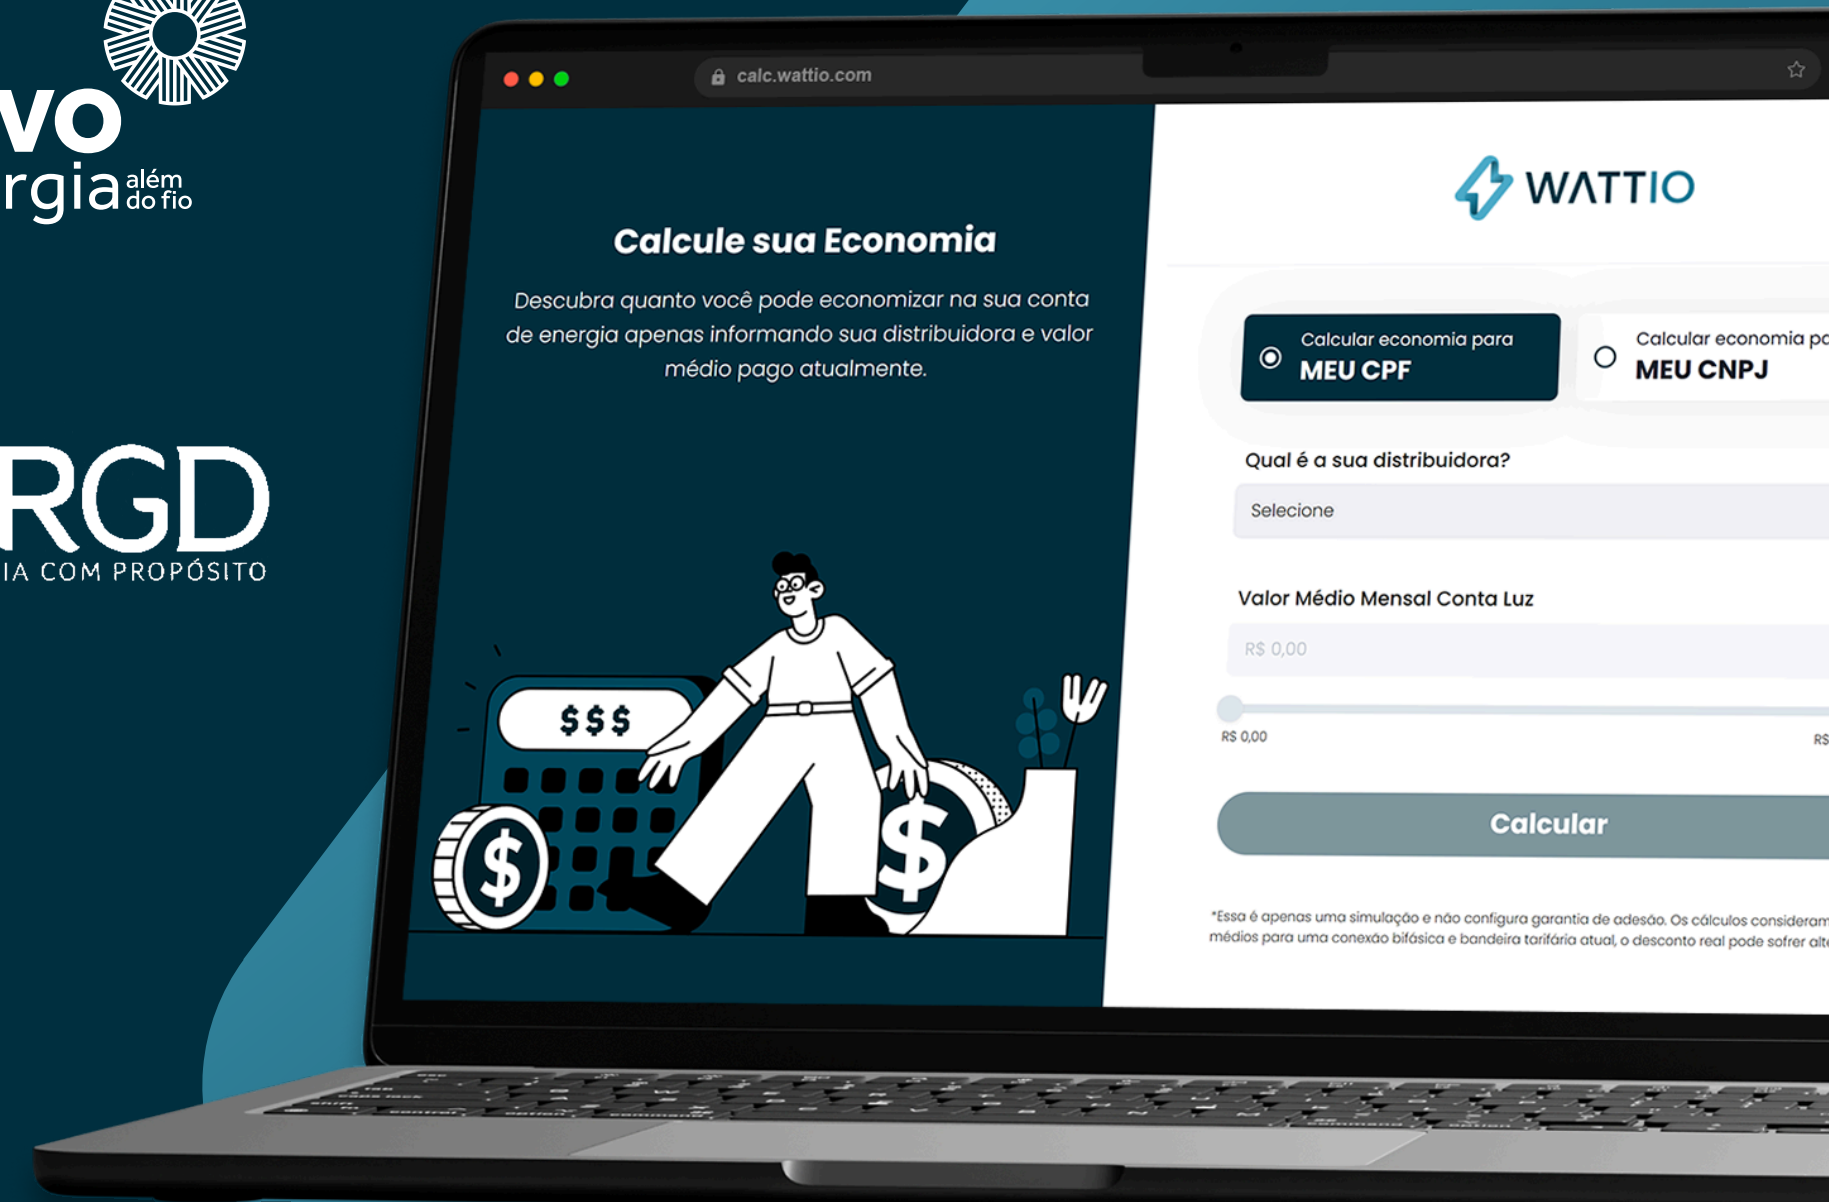 vo
rgia além
do fio
RGD
IA COM PROPÓSITO
calc.wattio.com
Calcule sua Economia
Descubra quanto você pode economizar na sua conta
de energia apenas informando sua distribuidora e valor
médio pago atualmente.
$$$
$
$
WATTIO
Calcular economia para
MEU CPF
Calcular economia pa
MEU CNPJ
Qual é a sua distribuidora?
Selecione
Valor Médio Mensal Conta Luz
R$ 0,00
R$ 0,00
R$
Calcular
*Essa é apenas uma simulação e não configura garantia de adesão. Os cálculos consideram
médios para uma conexão bifásica e bandeira tarifária atual, o desconto real pode sofrer alte